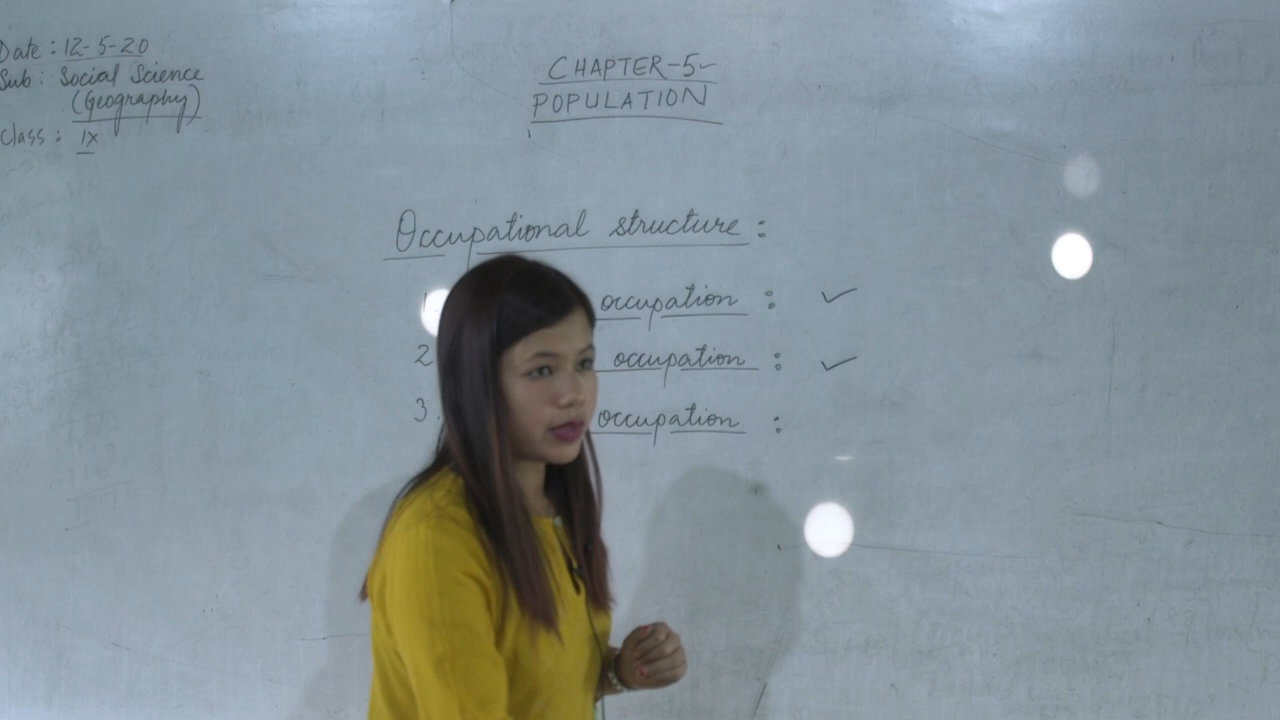 Date : 12-5-20
Sub : Social Science
(Geography)
Class : IX
CHAPTER-5
POPULATION
Occupational structure :
1 occupation : ✓
2 occupation : ✓
3. occupation :